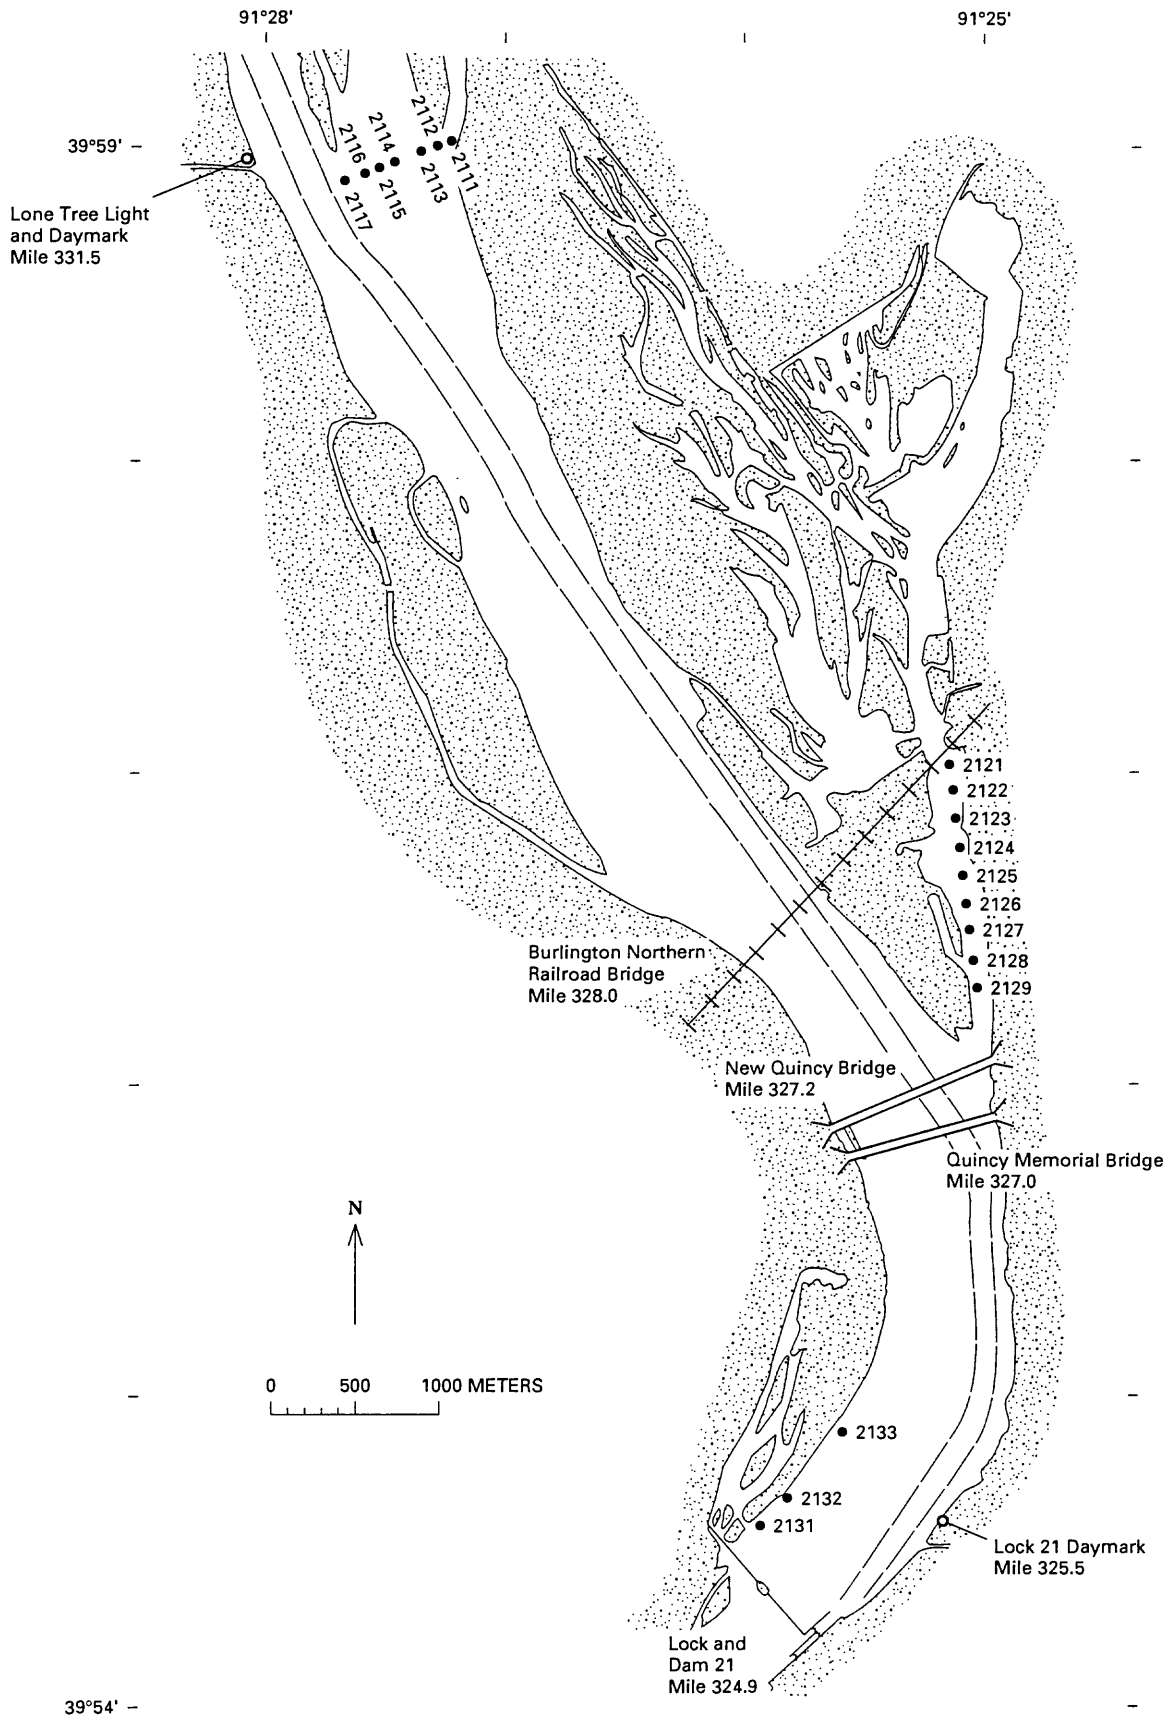 91°28'
91°25'
39°59'
2112
2114
2116
2111
2113
2115
2117
Lone Tree Light
and Daymark
Mile 331.5
2121
2122
2123
2124
2125
2126
2127
2128
2129
Burlington Northern
Railroad Bridge
Mile 328.0
New Quincy Bridge
Mile 327.2
Quincy Memorial Bridge
Mile 327.0
N
0 500 1000 METERS
2133
2132
2131
Lock 21 Daymark
Mile 325.5
Lock and
Dam 21
Mile 324.9
39°54'